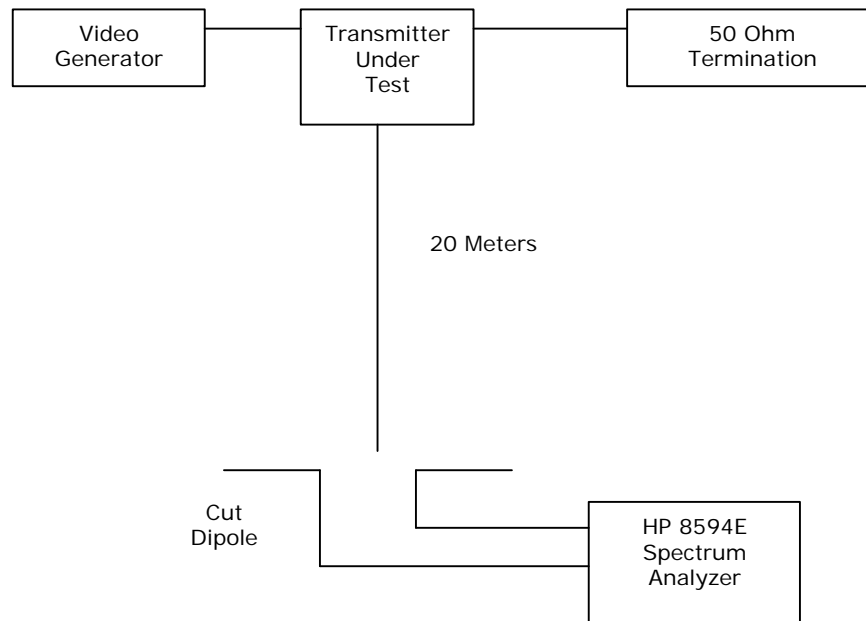 Video
Generator
Transmitter
Under
Test
50 Ohm
Termination
20 Meters
Cut
Dipole
HP 8594E
Spectrum
Analyzer